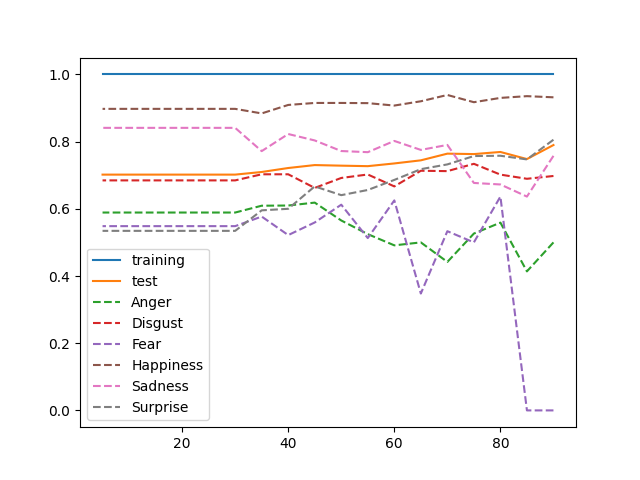 1.0
0.8
0.6
0.4
0.2
0.0
training
test
Anger
Disgust
Fear
Happiness
Sadness
Surprise
20 40 60 80